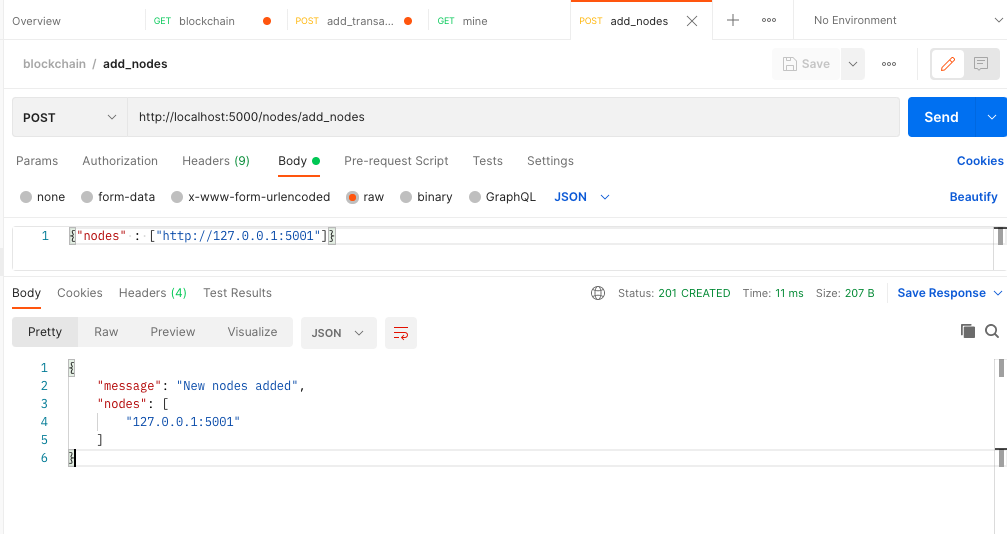 Overview GET blockchain POST add_transa... GET mine POST add_nodes No Environment
blockchain / add_nodes Save
POST http://localhost:5000/nodes/add_nodes Send
Params Authorization Headers (9) Body Pre-request Script Tests Settings Cookies
none form-data x-www-form-urlencoded raw binary GraphQL JSON Beautify
1 {"nodes" : ["http://127.0.0.1:5001"]}
Body Cookies Headers (4) Test Results Status: 201 CREATED Time: 11 ms Size: 207 B Save Response
Pretty Raw Preview Visualize JSON
1 {
2 "message": "New nodes added",
3 "nodes": [
4 "127.0.0.1:5001"
5 ]
6 }